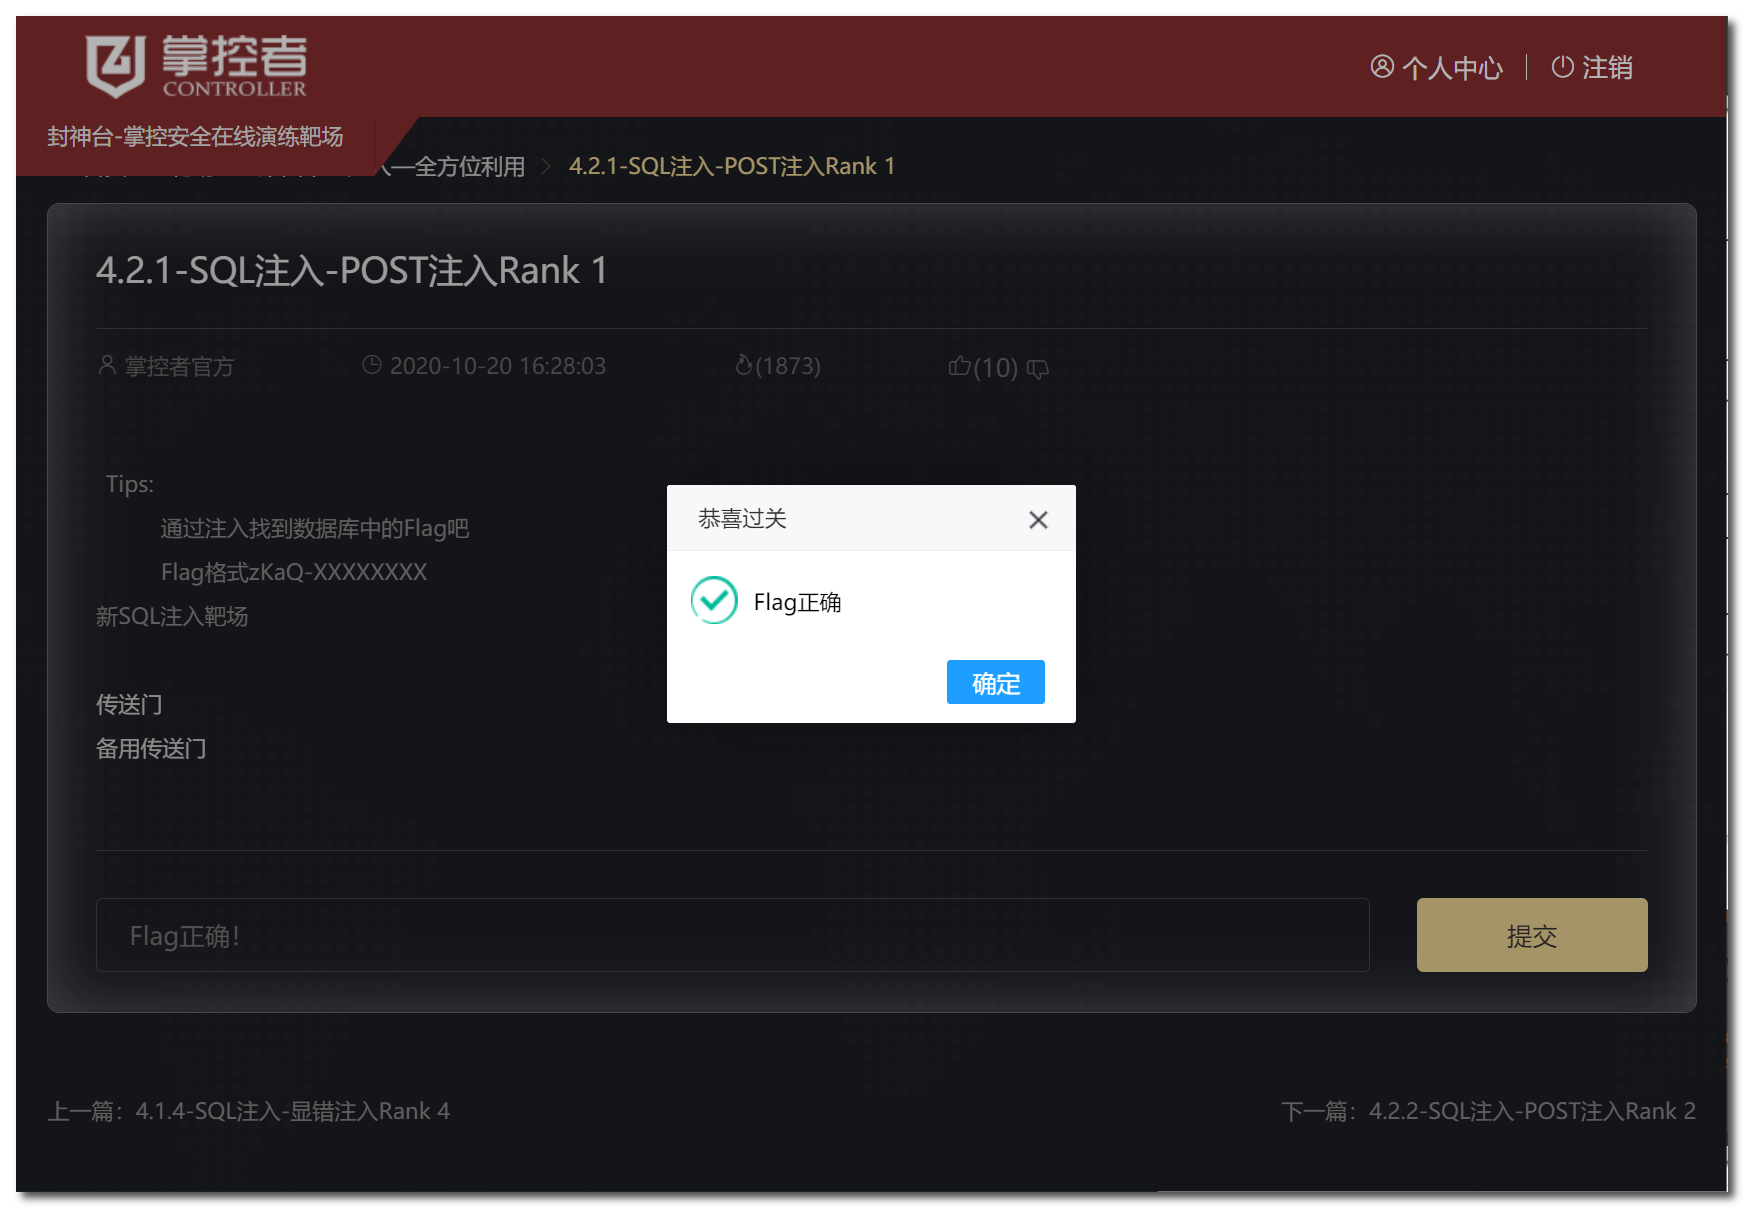 掌控者
CONTROLLER
个人中心
注销
封神台-掌控安全在线演练靶场
—全方位利用
4.2.1-SQL注入-POST注入Rank 1
4.2.1-SQL注入-POST注入Rank 1
掌控者官方
2020-10-20 16:28:03
(1873)
(10)
Tips:
通过注入找到数据库中的Flag吧
Flag格式zKaQ-XXXXXXXX
新SQL注入靶场
传送门
备用传送门
恭喜过关
Flag正确
确定
Flag正确!
提交
上一篇：4.1.4-SQL注入-显错注入Rank 4
下一篇：4.2.2-SQL注入-POST注入Rank 2